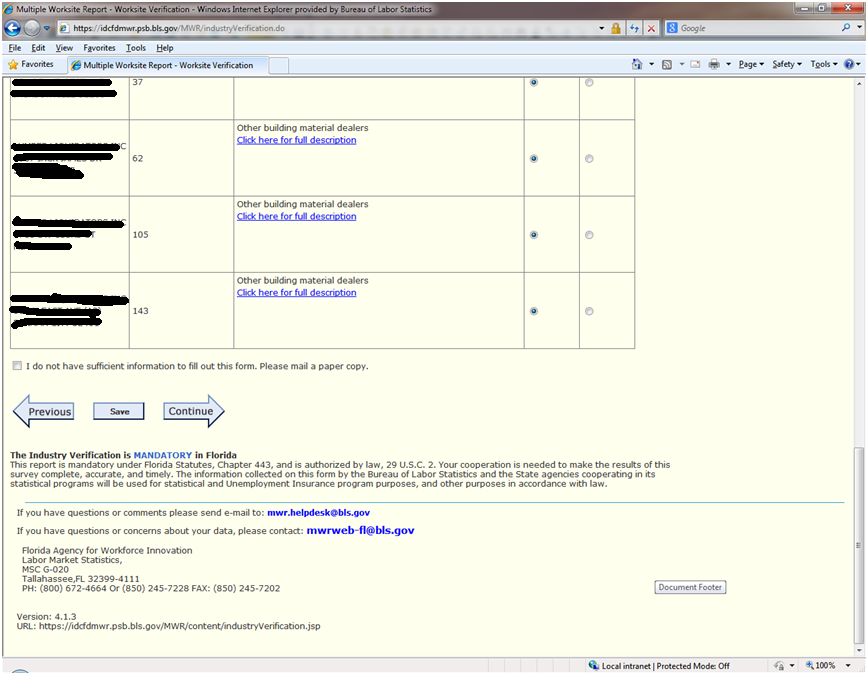 Multiple Worksite Report - Worksite Verification - Windows Internet Explorer provided by Bureau of Labor Statistics
https://idcfdmwr.psb.bls.gov/MWR/industryVerification.do
Google
File Edit View Favorites Tools Help
Favorites
Multiple Worksite Report - Worksite Verification
Page Safety Tools
37
Other building material dealers
Click here for full description
62
Other building material dealers
Click here for full description
105
Other building material dealers
Click here for full description
143
I do not have sufficient information to fill out this form. Please mail a paper copy.
Previous Save Continue
The Industry Verification is MANDATORY in Florida
This report is mandatory under Florida Statutes, Chapter 443, and is authorized by law, 29 U.S.C. 2. Your cooperation is needed to make the results of this
survey complete, accurate, and timely. The information collected on this form by the Bureau of Labor Statistics and the State agencies cooperating in its
statistical programs will be used for statistical and Unemployment Insurance program purposes, and other purposes in accordance with law.
If you have questions or comments please send e-mail to: mwr.helpdesk@bls.gov
If you have questions or concerns about your data, please contact: mwrweb-fl@bls.gov
Florida Agency for Workforce Innovation
Labor Market Statistics,
MSC G-020
Tallahassee,FL 32399-4111
PH: (800) 672-4664 Or (850) 245-7228 FAX: (850) 245-7202
Document Footer
Version: 4.1.3
URL: https://idcfdmwr.psb.bls.gov/MWR/content/industryVerification.jsp
Local intranet | Protected Mode: Off
100%